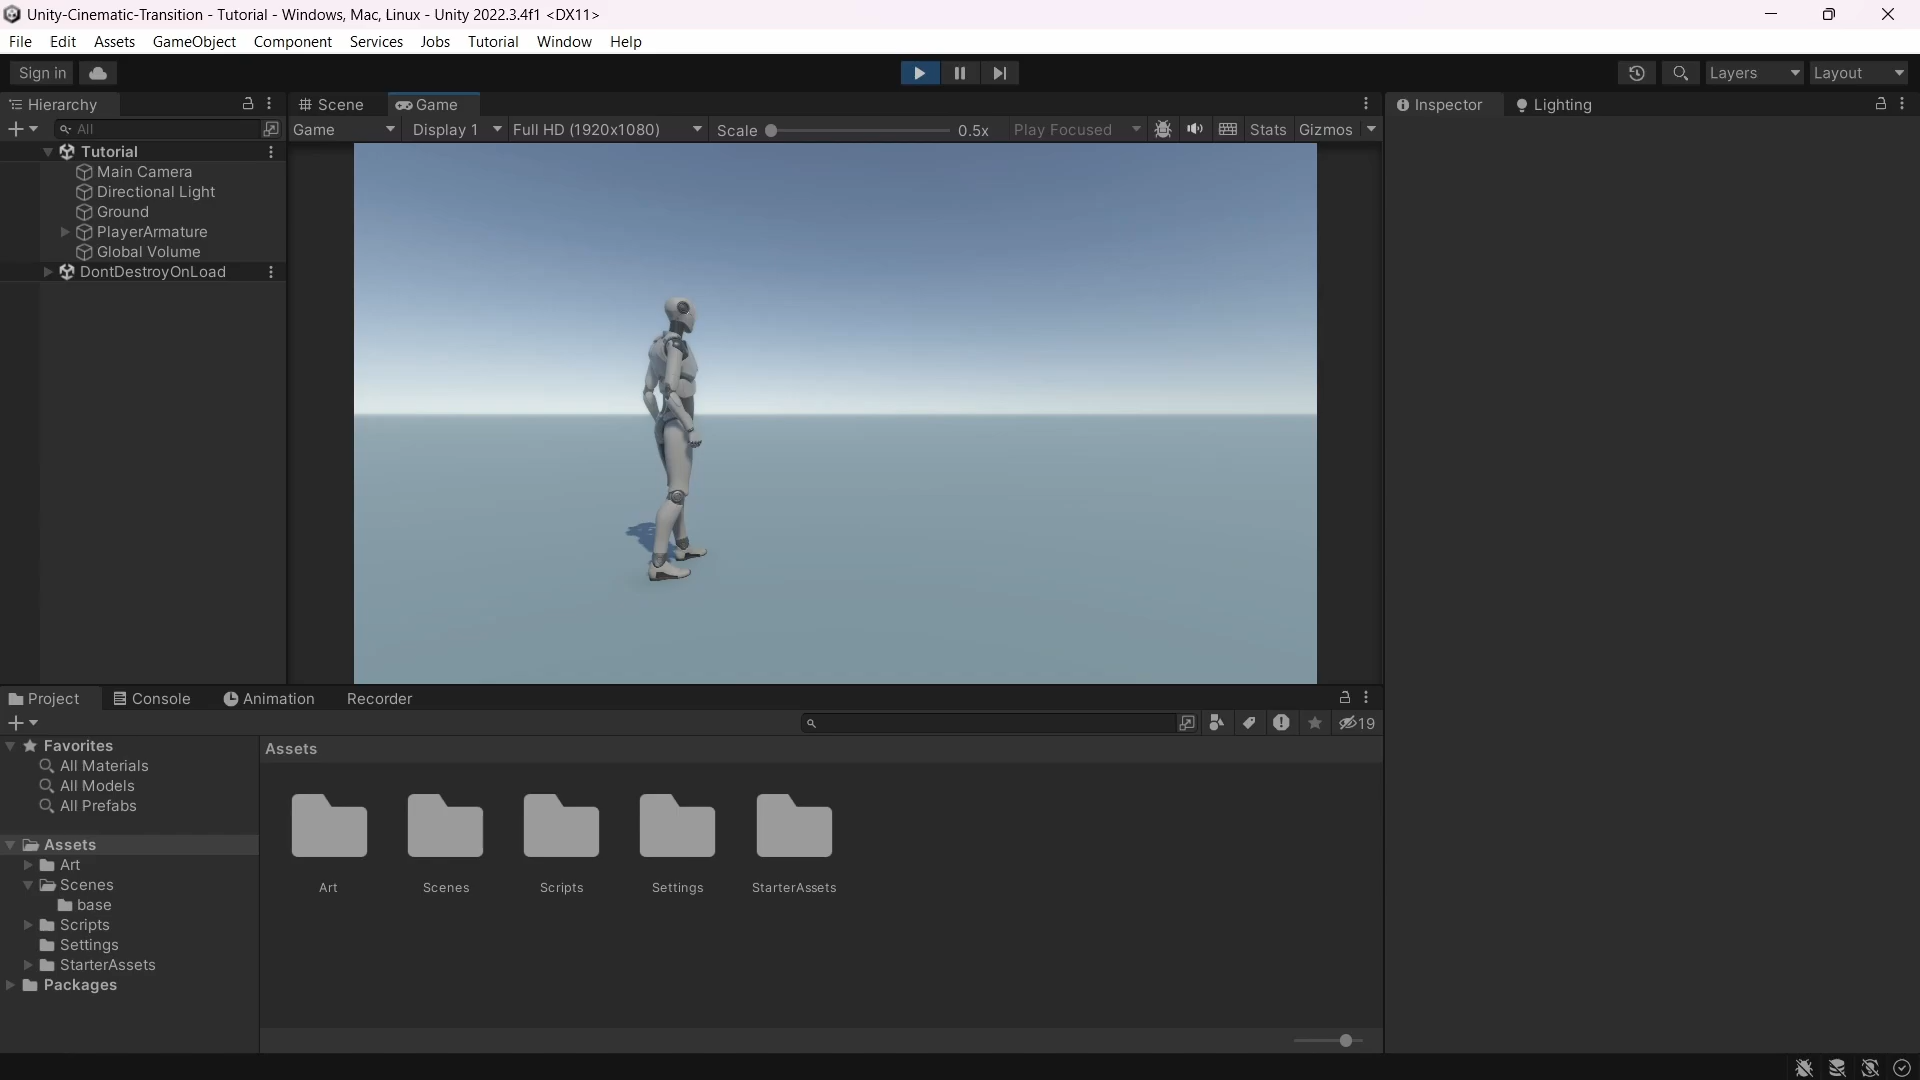 Unity-Cinematic-Transition - Tutorial - Windows, Mac, Linux - Unity 2022.3.4f1 <DX11>
File Edit Assets GameObject Component Services Jobs Tutorial Window Help
Sign in
Layers Layout
Hierarchy
Scene Game
Inspector Lighting
All
Game Display 1 Full HD (1920x1080) Scale 0.5x Play Focused Stats Gizmos
Tutorial
Main Camera
Directional Light
Ground
PlayerArmature
Global Volume
DontDestroyOnLoad
Project Console Animation Recorder
19
Favorites
All Materials
All Models
All Prefabs
Assets
Art
Scenes
base
Scripts
Settings
StarterAssets
Packages
Assets
Art Scenes Scripts Settings StarterAssets